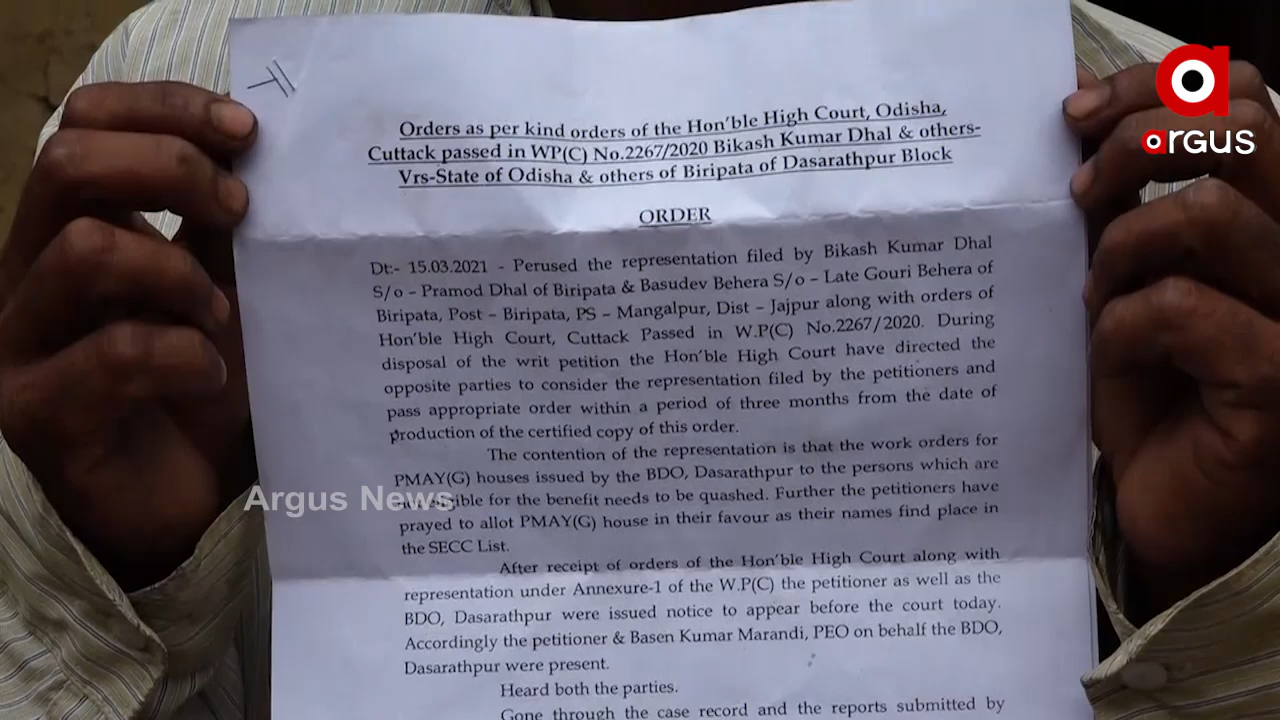 argus
Orders as per kind orders of the Hon'ble High Court, Odisha,
Cuttack passed in WP(C) No.2267/2020 Bikash Kumar Dhal & others-
Vrs-State of Odisha & others of Biripata of Dasarathpur Block
ORDER
Dt:- 15.03.2021 - Perused the representation filed by Bikash Kumar Dhal
S/o – Pramod Dhal of Biripata & Basudev Behera S/o – Late Gouri Behera of
Biripata, Post – Biripata, PS – Mangalpur, Dist – Jajpur along with orders of
Hon'ble High Court, Cuttack Passed in W.P(C) No.2267/2020. During
disposal of the writ petition the Hon'ble High Court have directed the
opposite parties to consider the representation filed by the petitioners and
pass appropriate order within a period of three months from the date of
production of the certified copy of this order.
The contention of the representation is that the work orders for
PMAY(G) houses issued by the BDO, Dasarathpur to the persons which are
for the benefit needs to be quashed. Further the petitioners have
Argus News
prayed to allot PMAY(G) house in their favour as their names find place in
the SECC List.
After receipt of orders of the Hon'ble High Court along with
representation under Annexure-1 of the W.P(C) the petitioner as well as the
BDO, Dasarathpur were issued notice to appear before the court today.
Accordingly the petitioner & Basen Kumar Marandi, PEO on behalf the BDO,
Dasarathpur were present.
Heard both the parties.
Gone through the case record and the reports submitted by